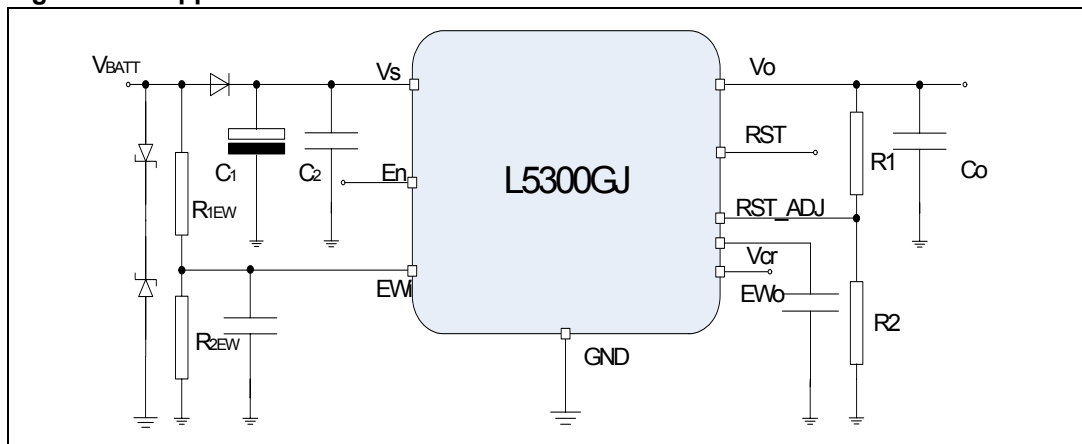 VBATT
Vs
Vo
RST
C1
C2
En
L5300GJ
R1
Co
R1EW
RST_ADJ
Vcr
EWi
EWo
R2EW
R2
GND